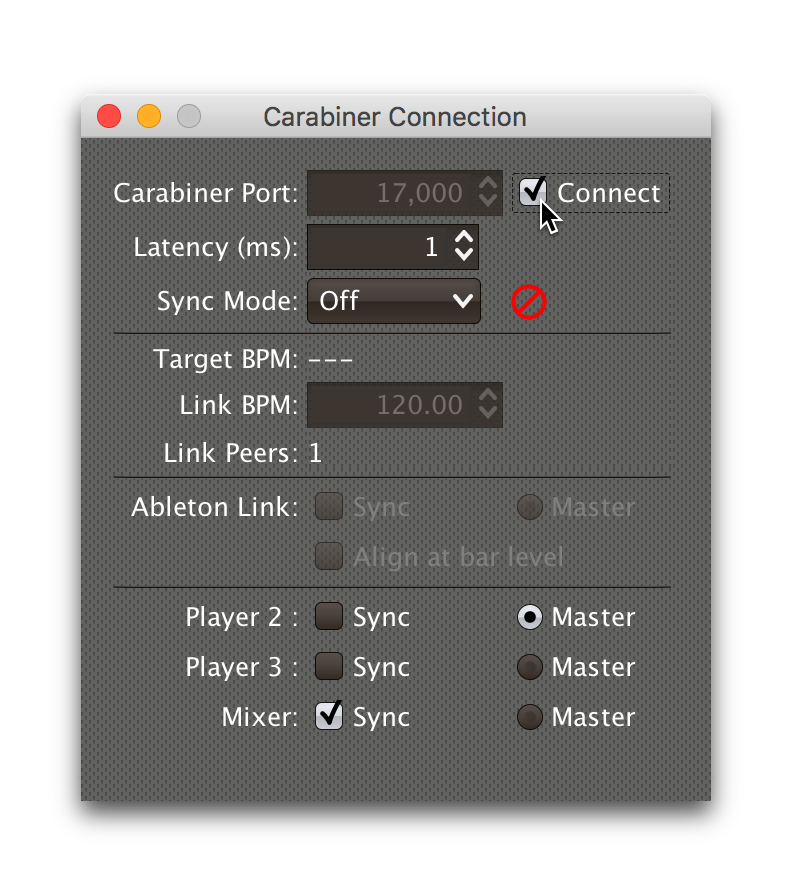 Carabiner Connection
Carabiner Port: 17,000 Connect
Latency (ms): 1
Sync Mode: Off
Target BPM: ---
Link BPM: 120.00
Link Peers: 1
Ableton Link: Sync Master
Align at bar level
Player 2 : Sync Master
Player 3 : Sync Master
Mixer: Sync Master